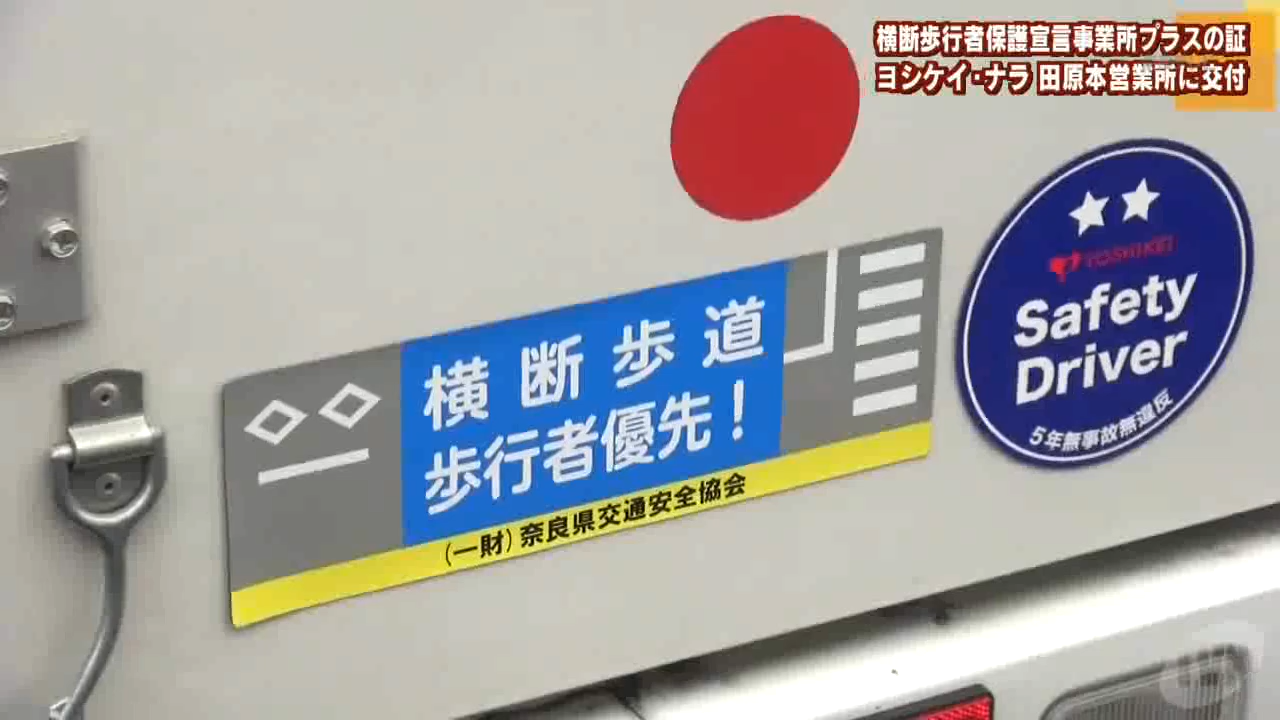 横断歩行者保護宣言事業所プラスの証
ヨシケイ・ナラ 田原本営業所に交付
横断歩道
歩行者優先！
(一財)奈良県交通安全協会
YOSHIKEI
Safety
Driver
5年無事故無違反